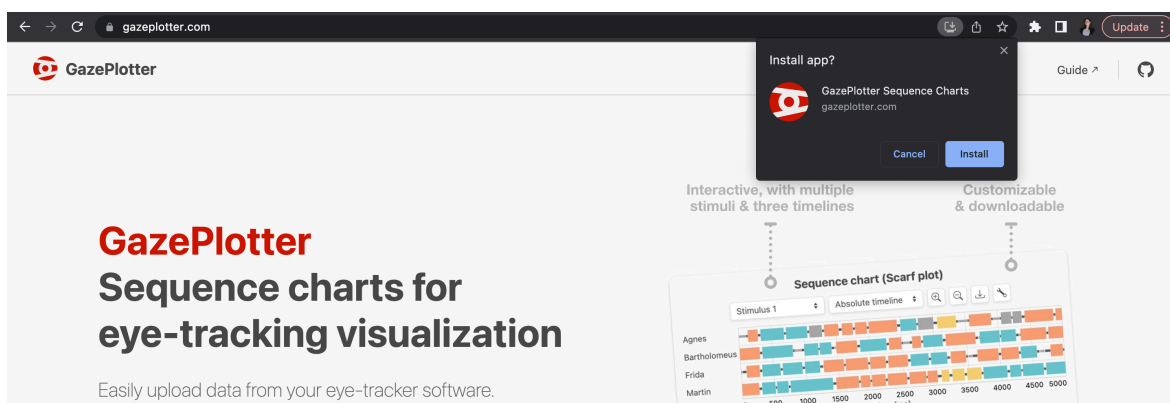 gazeplotter.com
Update
GazePlotter
Guide ↗
Install app?
GazePlotter Sequence Charts
gazeplotter.com
Cancel
Install
GazePlotter
Sequence charts for
eye-tracking visualization
Easily upload data from your eye-tracker software.
Interactive, with multiple
stimuli & three timelines
Customizable
& downloadable
Sequence chart (Scarf plot)
Stimulus 1
Absolute timeline
Agnes
Bartholomeus
Frida
Martin
500 1000 1500 2000 2500 3000 3500 4000 4500 5000